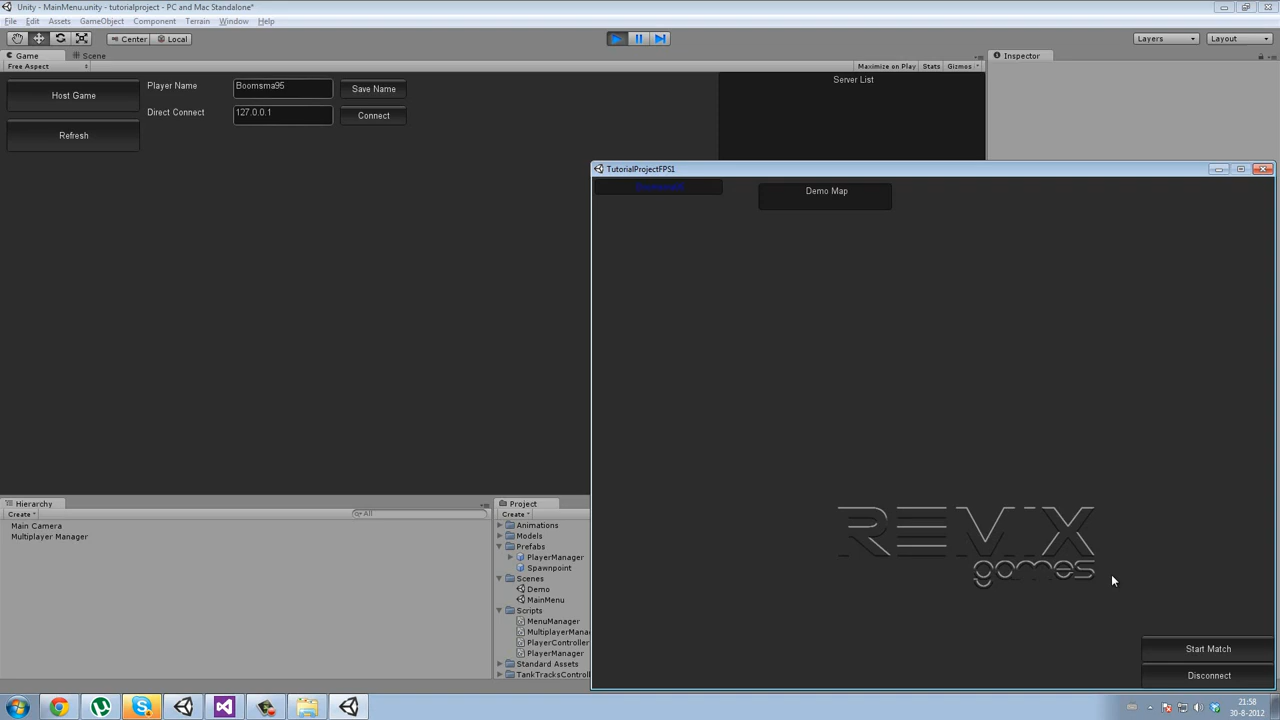 Unity - MainMenu.unity - tutorialproject - PC and Mac Standalone*
File Edit Assets GameObject Component Terrain Window Help
Center Local Layers Layout
Game Scene Inspector
Free Aspect Maximize on Play Stats Gizmos
Host Game Player Name Boomsma95 Save Name Server List
Direct Connect 127.0.0.1 Connect
Refresh
TutorialProjectFPS1
Demo Map
REMIX
games
Start Match
Disconnect
Hierarchy Project
Create All Create
Main Camera
Multiplayer Manager
Animations
Models
Prefabs
PlayerManager
Spawnpoint
Scenes
Demo
MainMenu
Scripts
MenuManager
MultiplayerMana
PlayerController
PlayerManager
Standard Assets
TankTracksControll
21:58
30-8-2012